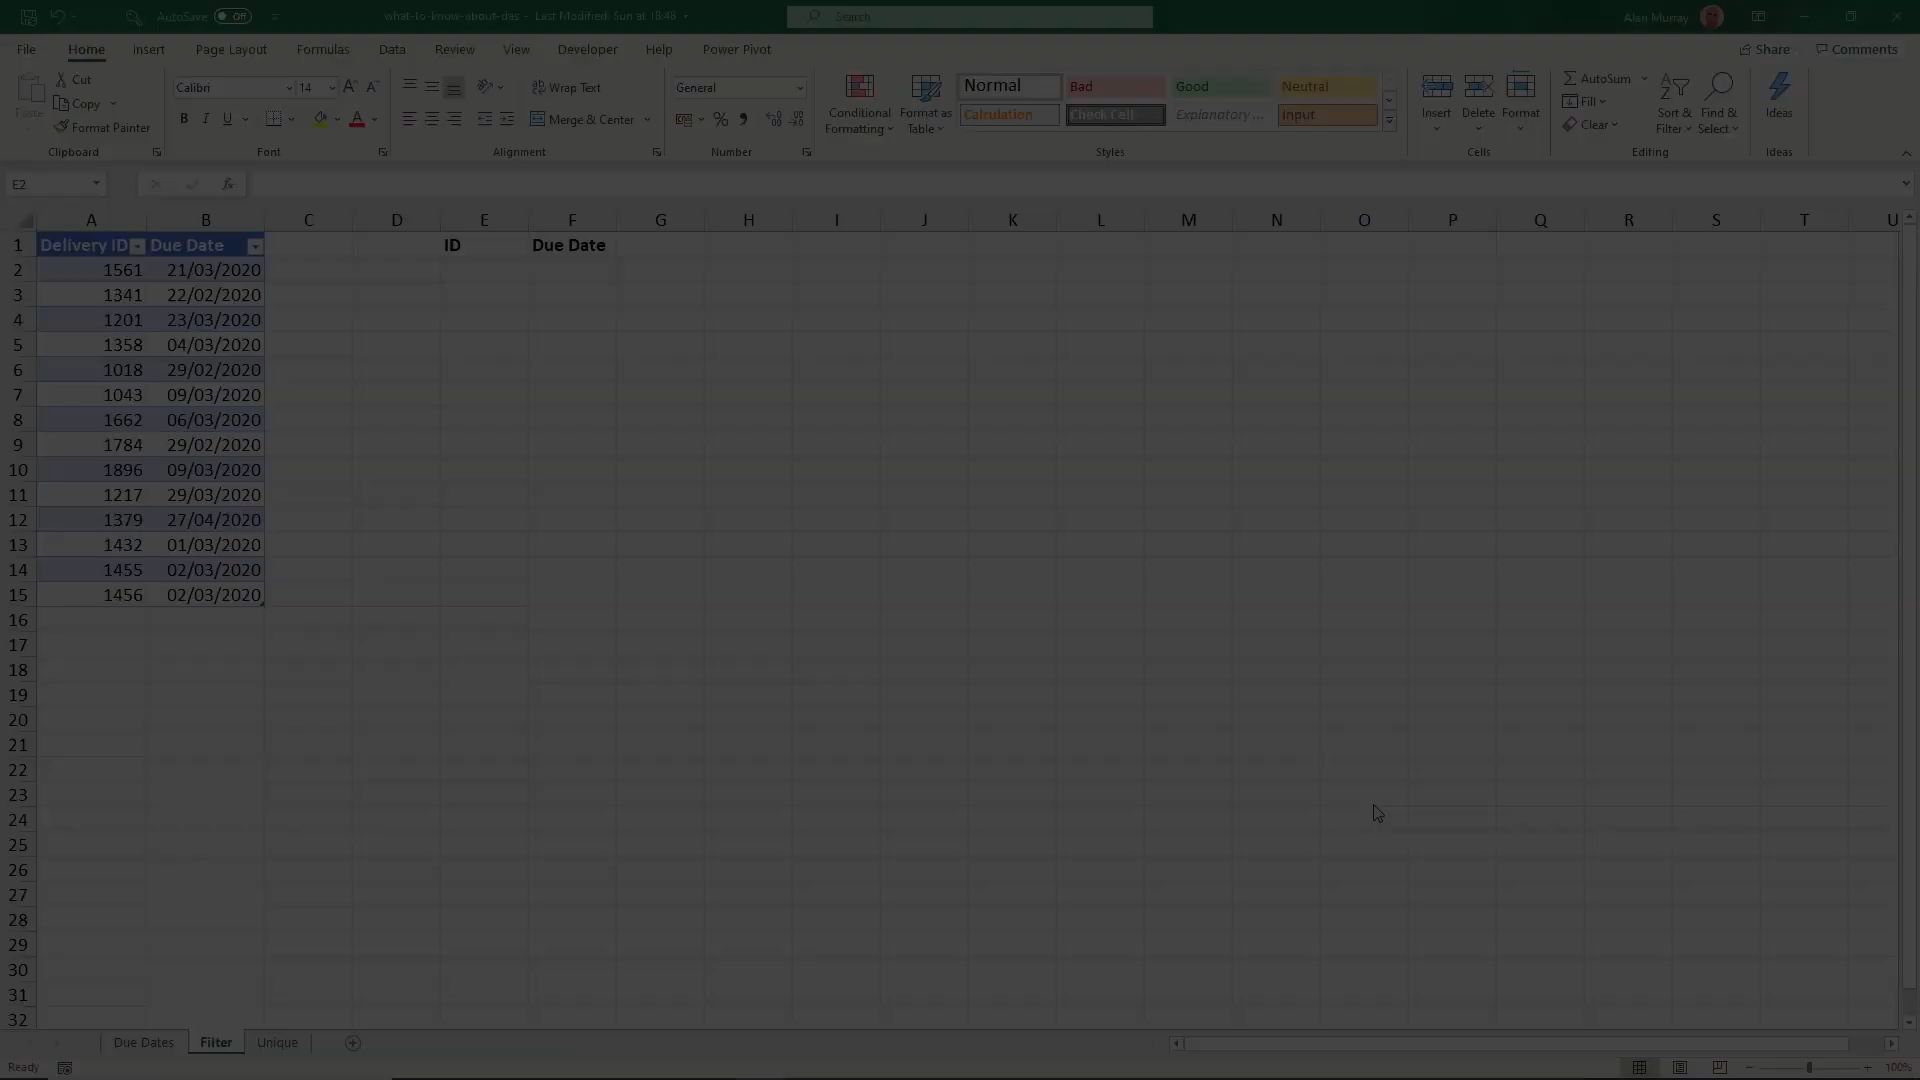 AutoSave Off what-to-know-about-das - Last Modified: Sun at 18:48 Search Alan Murray
File Home Insert Page Layout Formulas Data Review View Developer Help Power Pivot Share Comments
Paste Cut Copy Format Painter
Clipboard
Calibri 14
B I U A
Font
Wrap Text
Merge & Center
Alignment
General
Number
Conditional Formatting Format as Table
Normal Bad Good Neutral
Calculation Check Cell Explanatory ... Input
Styles
Insert Delete Format
Cells
AutoSum Fill Clear Sort & Filter Find & Select
Editing
Ideas
Ideas
E2 fx
A B C D E F G H I J K L M N O P Q R S T U
1 Delivery ID Due Date ID Due Date
2 1561 21/03/2020
3 1341 22/02/2020
4 1201 23/03/2020
5 1358 04/03/2020
6 1018 29/02/2020
7 1043 09/03/2020
8 1662 06/03/2020
9 1784 29/02/2020
10 1896 09/03/2020
11 1217 29/03/2020
12 1379 27/04/2020
13 1432 01/03/2020
14 1455 02/03/2020
15 1456 02/03/2020
16
17
18
19
20
21
22
23
24
25
26
27
28
29
30
31
32
Due Dates Filter Unique
Ready 100%